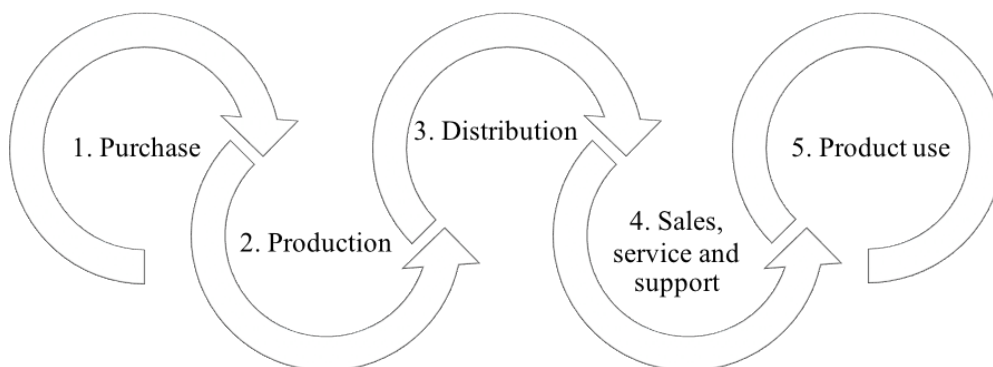 1. Purchase
2. Production
3. Distribution
4. Sales,
service and
support
5. Product use